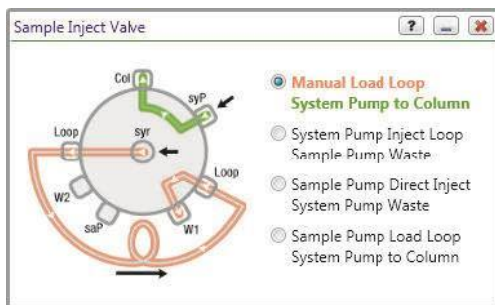 Sample Inject Valve
?
Col
syP
Loop
syr
Loop
W2
saP
W1
Manual Load Loop
System Pump to Column
System Pump Inject Loop
Sample Pump Waste
Sample Pump Direct Inject
System Pump Waste
Sample Pump Load Loop
System Pump to Column